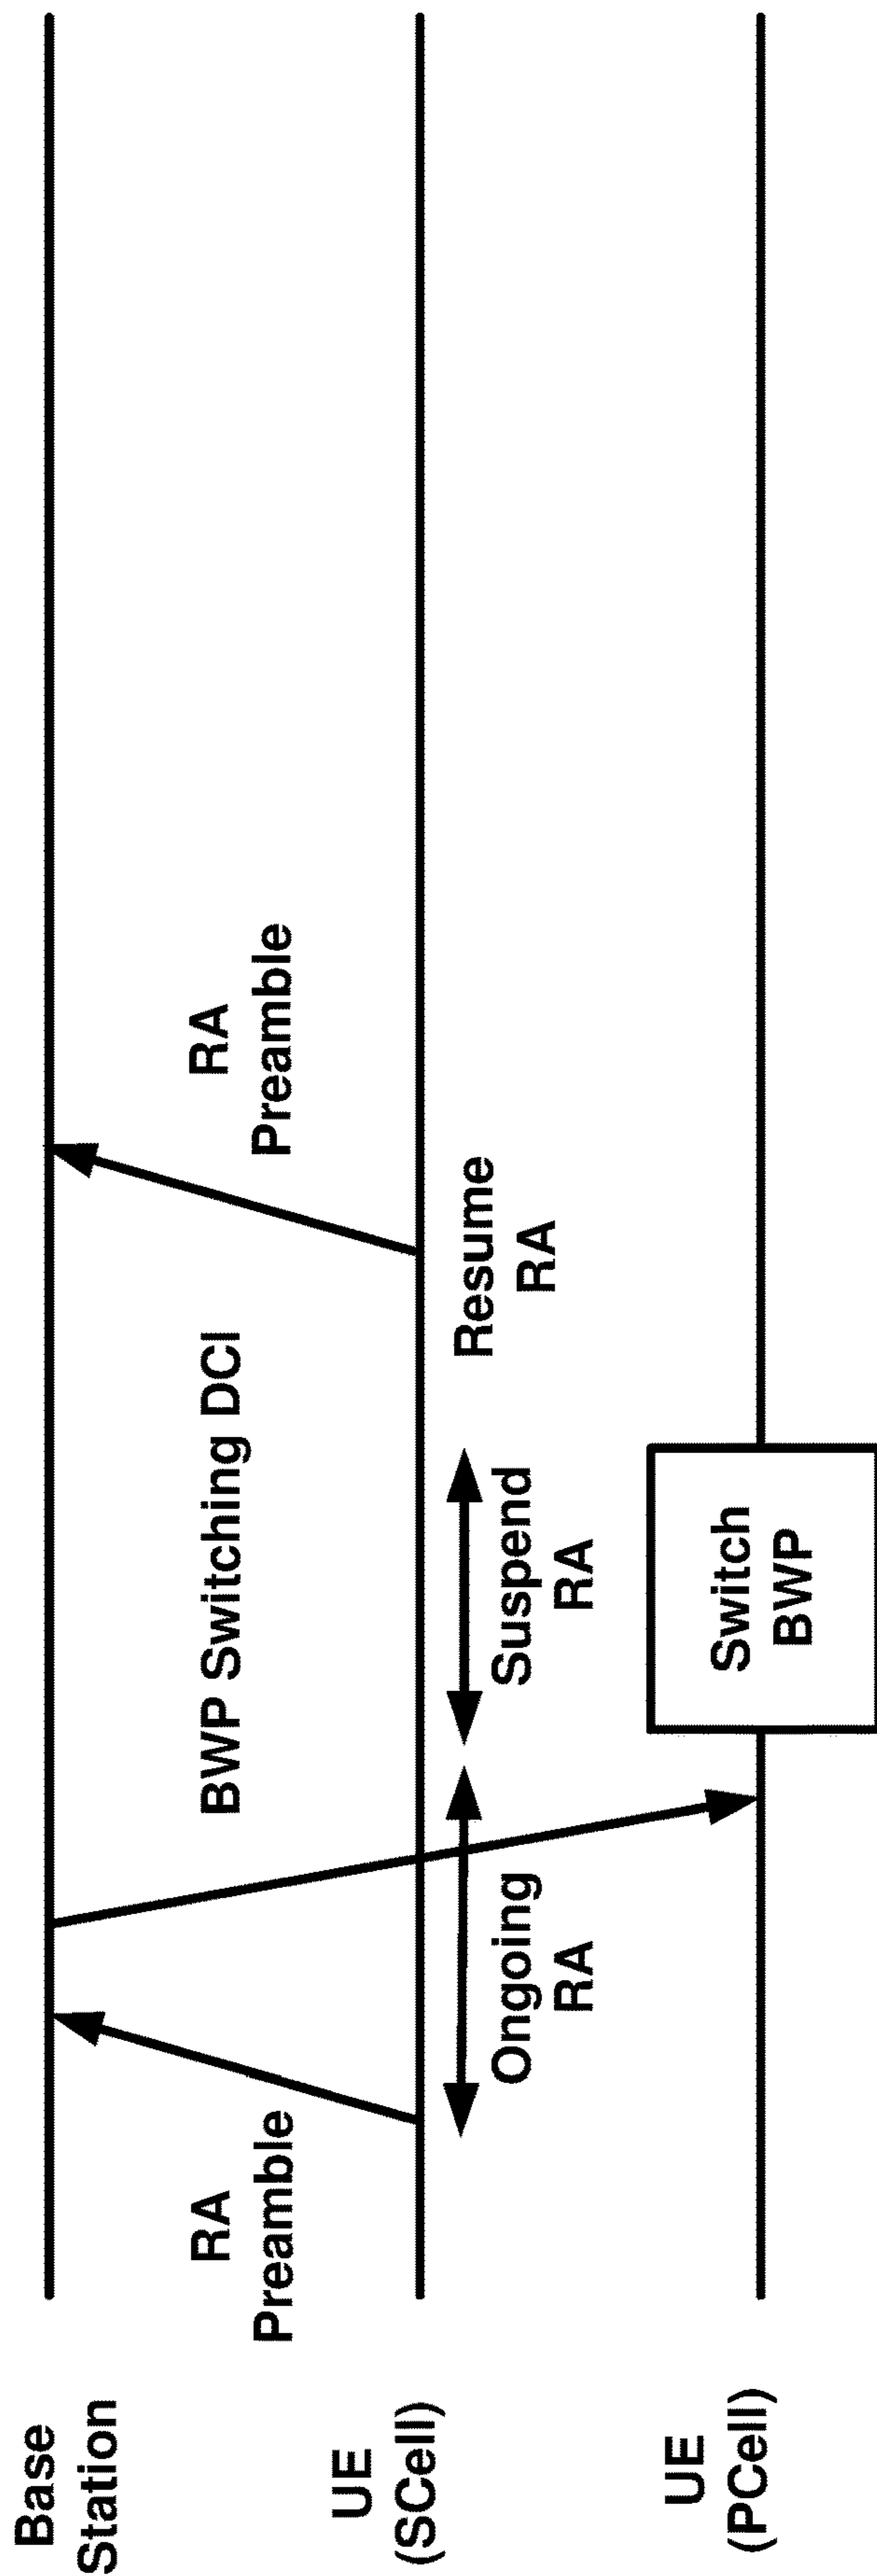 Base
Station
RA
Preamble
BWP Switching DCI
RA
Preamble
UE
(SCell)
Ongoing
RA
Suspend
RA
Resume
RA
UE
(PCell)
Switch
BWP